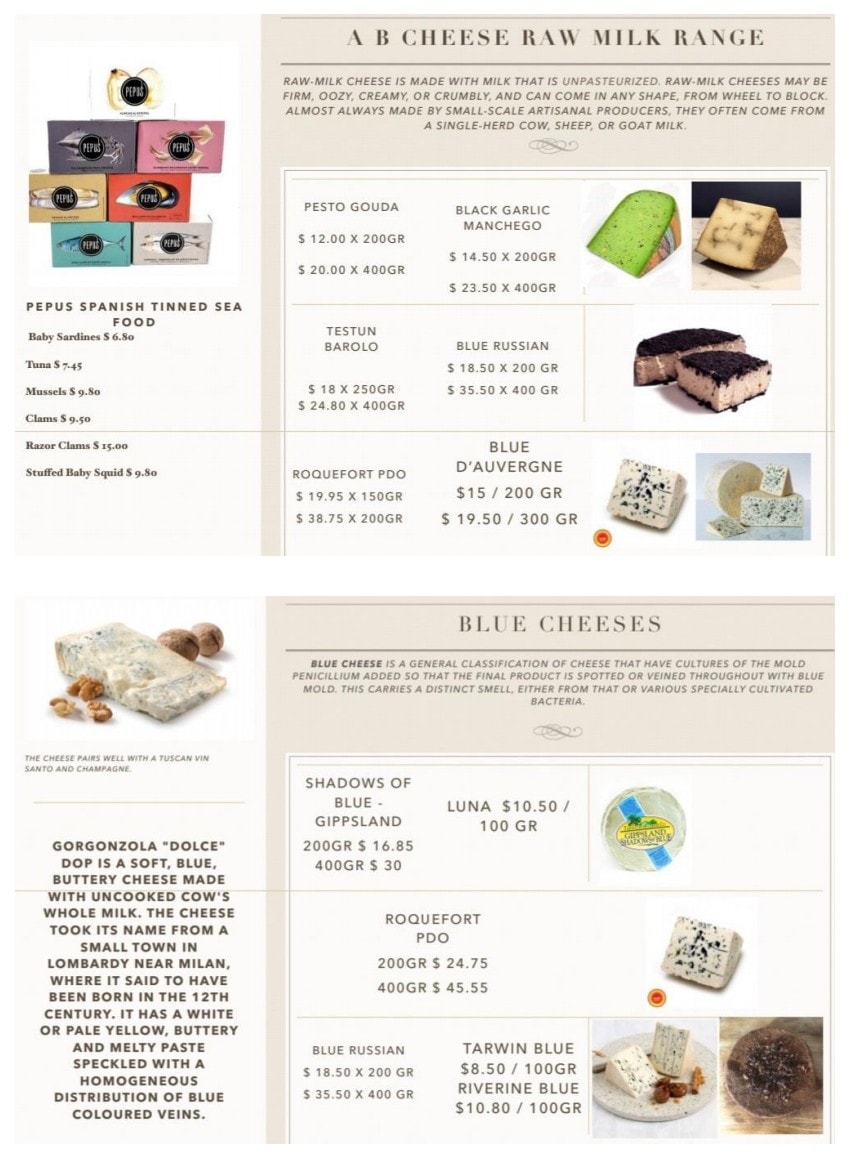 PEPUS
PEPUS
PEPUS
PEPUS
PEPUS
PEPUS
PEPUS
PEPUS SPANISH TINNED SEA
FOOD
Baby Sardines $ 6.80
Tuna $ 7.45
Mussels $ 9.80
Clams $ 9.50
Razor Clams $ 15.00
Stuffed Baby Squid $ 9.80
A B CHEESE RAW MILK RANGE
RAW-MILK CHEESE IS MADE WITH MILK THAT IS UNPASTEURIZED. RAW-MILK CHEESES MAY BE
FIRM, OOZY, CREAMY, OR CRUMBLY, AND CAN COME IN ANY SHAPE, FROM WHEEL TO BLOCK.
ALMOST ALWAYS MADE BY SMALL-SCALE ARTISANAL PRODUCERS, THEY OFTEN COME FROM
A SINGLE-HERD COW, SHEEP, OR GOAT MILK.
PESTO GOUDA
$ 12.00 X 200GR
$ 20.00 X 400GR
BLACK GARLIC
MANCHEGO
$ 14.50 X 200GR
$ 23.50 X 400GR
TESTUN
BAROLO
$ 18 X 250GR
$ 24.80 X 400GR
BLUE RUSSIAN
$ 18.50 X 200 GR
$ 35.50 X 400 GR
ROQUEFORT PDO
$ 19.95 X 150GR
$ 38.75 X 200GR
BLUE
D'AUVERGNE
$15 / 200 GR
$ 19.50 / 300 GR
THE CHEESE PAIRS WELL WITH A TUSCAN VIN
SANTO AND CHAMPAGNE.
GORGONZOLA "DOLCE"
DOP IS A SOFT, BLUE,
BUTTERY CHEESE MADE
WITH UNCOOKED COW'S
WHOLE MILK. THE CHEESE
TOOK ITS NAME FROM A
SMALL TOWN IN
LOMBARDY NEAR MILAN,
WHERE IT SAID TO HAVE
BEEN BORN IN THE 12TH
CENTURY. IT HAS A WHITE
OR PALE YELLOW, BUTTERY
AND MELTY PASTE
SPECKLED WITH A
HOMOGENEOUS
DISTRIBUTION OF BLUE
COLOURED VEINS.
BLUE CHEESES
BLUE CHEESE IS A GENERAL CLASSIFICATION OF CHEESE THAT HAVE CULTURES OF THE MOLD
PENICILLIUM ADDED SO THAT THE FINAL PRODUCT IS SPOTTED OR VEINED THROUGHOUT WITH BLUE
MOLD. THIS CARRIES A DISTINCT SMELL, EITHER FROM THAT OR VARIOUS SPECIALLY CULTIVATED
BACTERIA.
SHADOWS OF
BLUE -
GIPPSLAND
200GR $ 16.85
400GR $ 30
LUNA $10.50 /
100 GR
GIPPSLAND
SHADOW OF BLUE
ROQUEFORT
PDO
200GR $ 24.75
400GR $ 45.55
BLUE RUSSIAN
$ 18.50 X 200 GR
$ 35.50 X 400 GR
TARWIN BLUE
$8.50 / 100GR
RIVERINE BLUE
$10.80 / 100GR